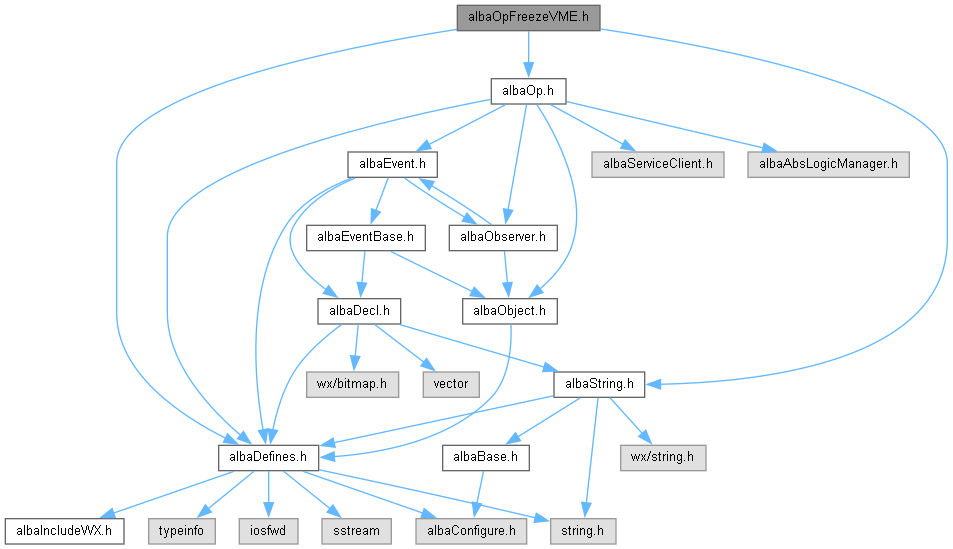 albaOpFreezeVME.h
albaOp.h
albaEvent.h
albaServiceClient.h
albaAbsLogicManager.h
albaEventBase.h
albaObserver.h
albaDecl.h
albaObject.h
wx/bitmap.h
vector
albaString.h
albaDefines.h
albaBase.h
wx/string.h
albaIncludeWX.h
typeinfo
iosfwd
sstream
albaConfigure.h
string.h